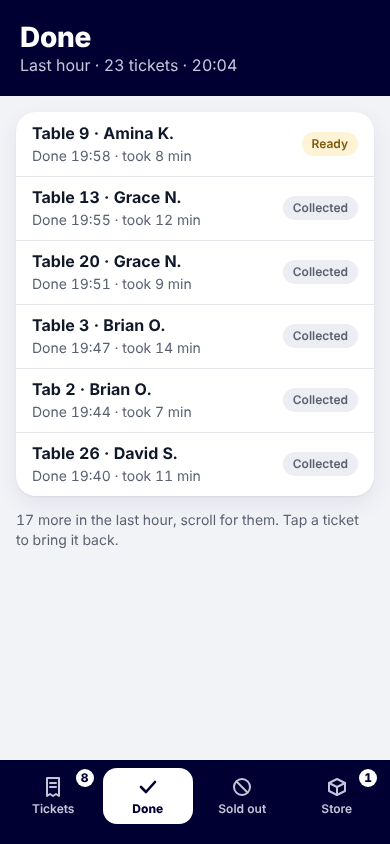 Done
Last hour · 23 tickets · 20:04
Table 9 · Amina K.
Done 19:58 · took 8 min
Ready
Table 13 · Grace N.
Done 19:55 · took 12 min
Collected
Table 20 · Grace N.
Done 19:51 · took 9 min
Collected
Table 3 · Brian O.
Done 19:47 · took 14 min
Collected
Tab 2 · Brian O.
Done 19:44 · took 7 min
Collected
Table 26 · David S.
Done 19:40 · took 11 min
Collected
17 more in the last hour, scroll for them. Tap a ticket
to bring it back.
8
Tickets
Done
Sold out
1
Store